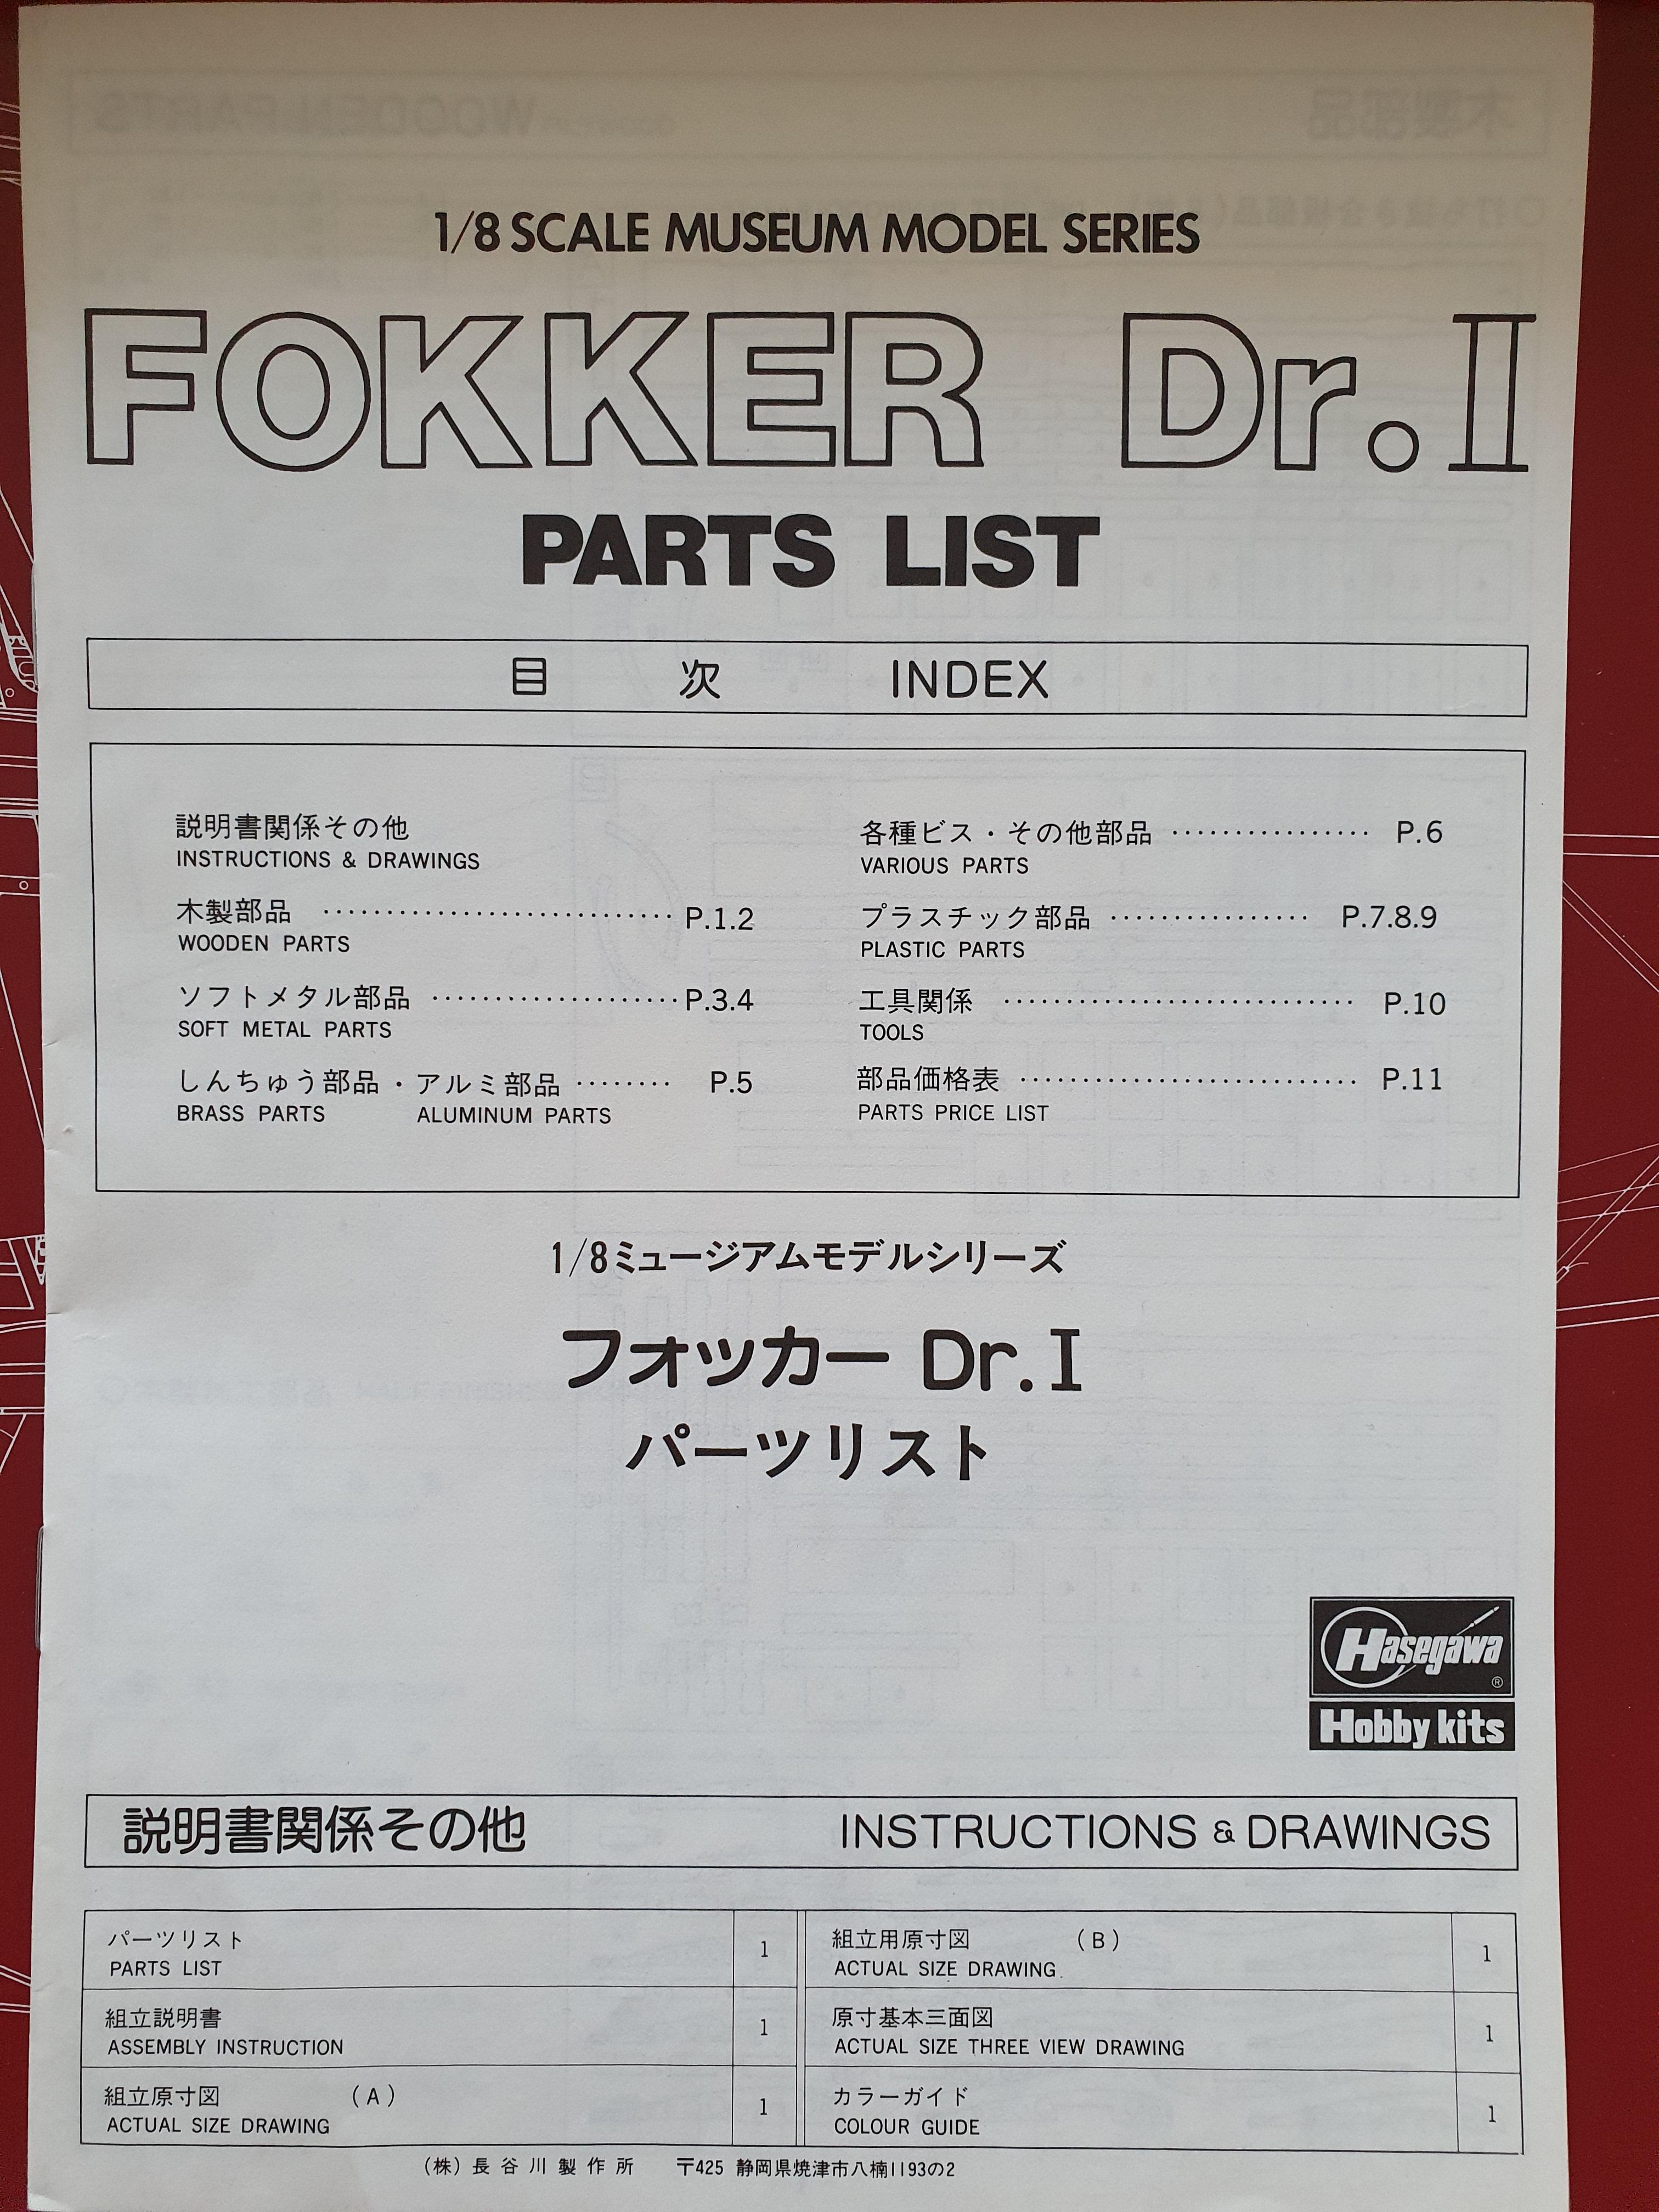 1/8 SCALE MUSEUM MODEL SERIES
FOKKER Dr.I
PARTS LIST
目 次 INDEX
説明書関係その他
INSTRUCTIONS & DRAWINGS
木製部品 ････････････････････････････ P.1.2
WOODEN PARTS
ソフトメタル部品 ････････････････････ P.3.4
SOFT METAL PARTS
しんちゅう部品・アルミ部品 ････････ P.5
BRASS PARTS ALUMINUM PARTS
各種ビス・その他部品 ････････････････ P.6
VARIOUS PARTS
プラスチック部品 ････････････････ P.7.8.9
PLASTIC PARTS
工具関係 ････････････････････････････ P.10
TOOLS
部品価格表 ･･･････････････････････････ P.11
PARTS PRICE LIST
1/8ミュージアムモデルシリーズ
フォッカー Dr.I
パーツリスト
Hasegawa
®
Hobby kits
説明書関係その他 INSTRUCTIONS & DRAWINGS
パーツリスト
PARTS LIST 1
組立説明書
ASSEMBLY INSTRUCTION 1
組立原寸図 (A)
ACTUAL SIZE DRAWING 1
組立用原寸図 (B)
ACTUAL SIZE DRAWING 1
原寸基本三面図
ACTUAL SIZE THREE VIEW DRAWING 1
カラーガイド
COLOUR GUIDE 1
(株)長谷川製作所 〒425 静岡県焼津市八楠1193の2